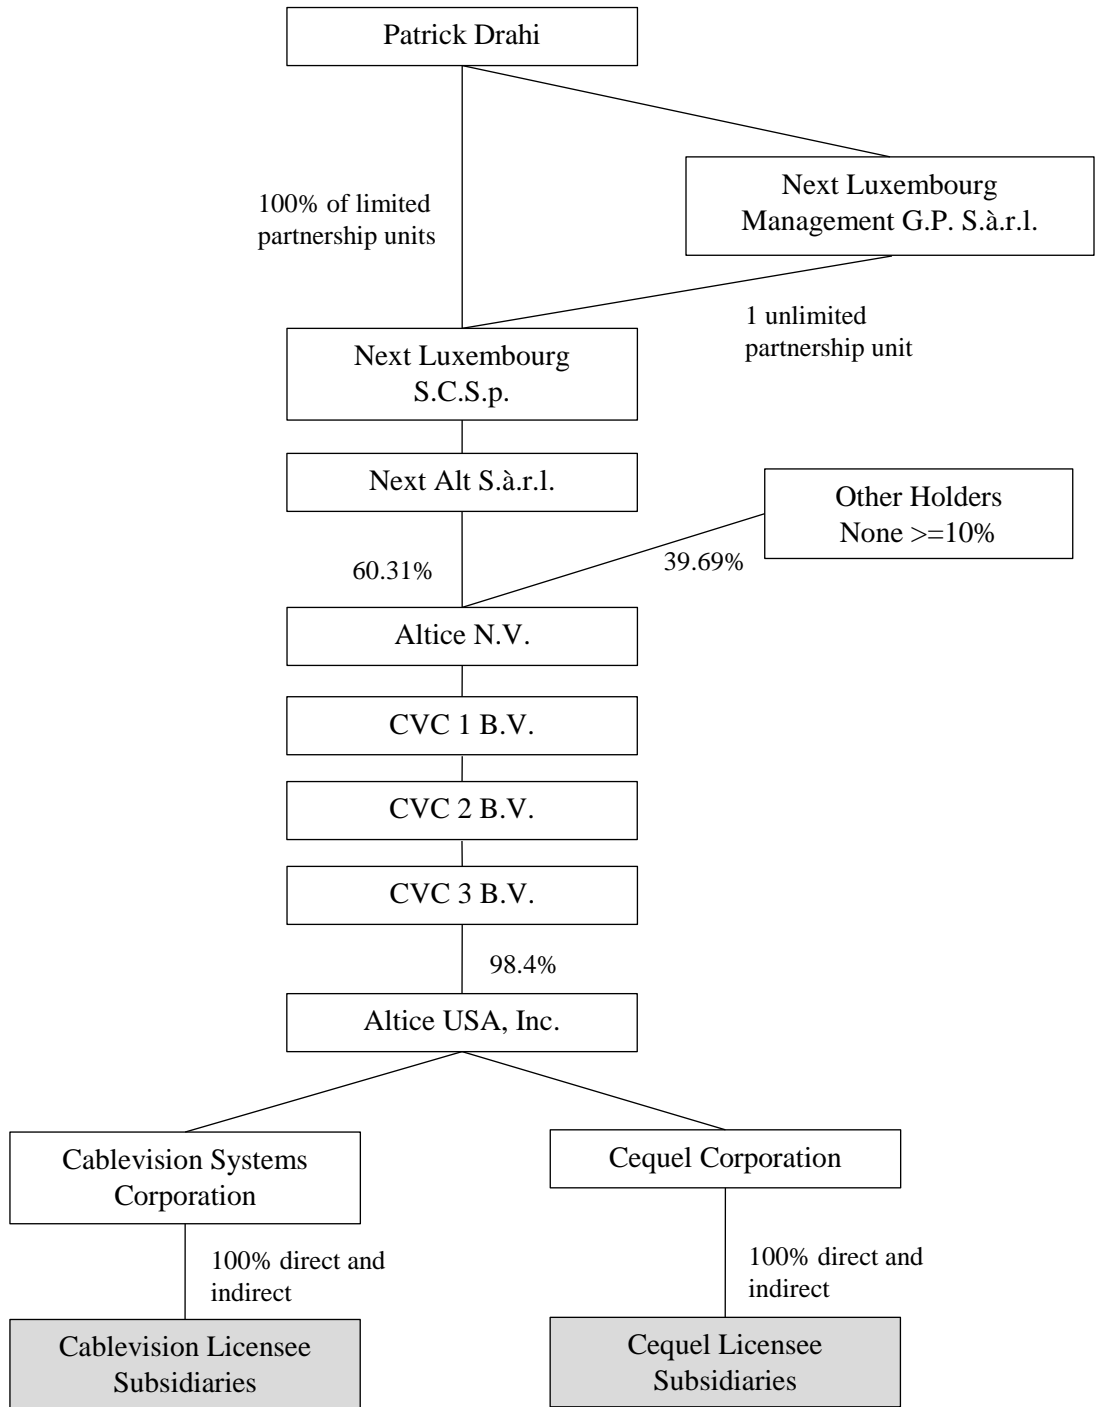 Patrick Drahi
Next Luxembourg
Management G.P. S.à.r.l.
100% of limited
partnership units
1 unlimited
partnership unit
Next Luxembourg
S.C.S.p.
Next Alt S.à.r.l.
Other Holders
None >=10%
60.31%
39.69%
Altice N.V.
CVC 1 B.V.
CVC 2 B.V.
CVC 3 B.V.
98.4%
Altice USA, Inc.
Cablevision Systems
Corporation
Cequel Corporation
100% direct and
indirect
100% direct and
indirect
Cablevision Licensee
Subsidiaries
Cequel Licensee
Subsidiaries